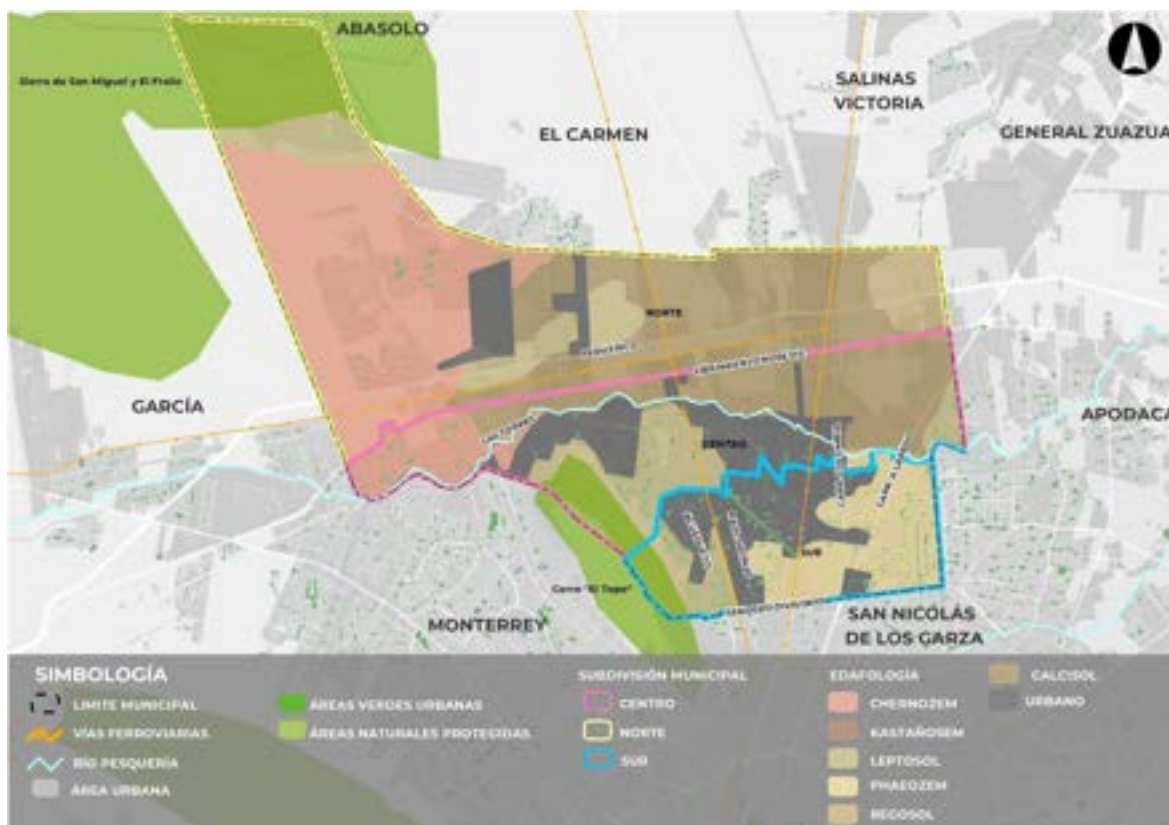 ABASOLO
Sierra de San Miguel y El Fraile
SALINAS
VICTORIA
EL CARMEN
GENERAL ZUAZUA
NORTE
GARCÍA
APODACA
CENTRO
SUR
Cerro "El Topo"
MONTERREY
SAN NICOLÁS
DE LOS GARZA
SIMBOLOGÍA
LIMITE MUNICIPAL
VÍAS FERROVIARIAS
RÍO PESQUERÍA
ÁREA URBANA
ÁREAS VERDES URBANAS
ÁREAS NATURALES PROTEGIDAS
SUBDIVISIÓN MUNICIPAL
CENTRO
NORTE
SUR
EDAFOLOGÍA
CHERNOZEM
KASTAÑOSEM
LEPTOSOL
PHAEOZEM
REGOSOL
CALCISOL
URBANO